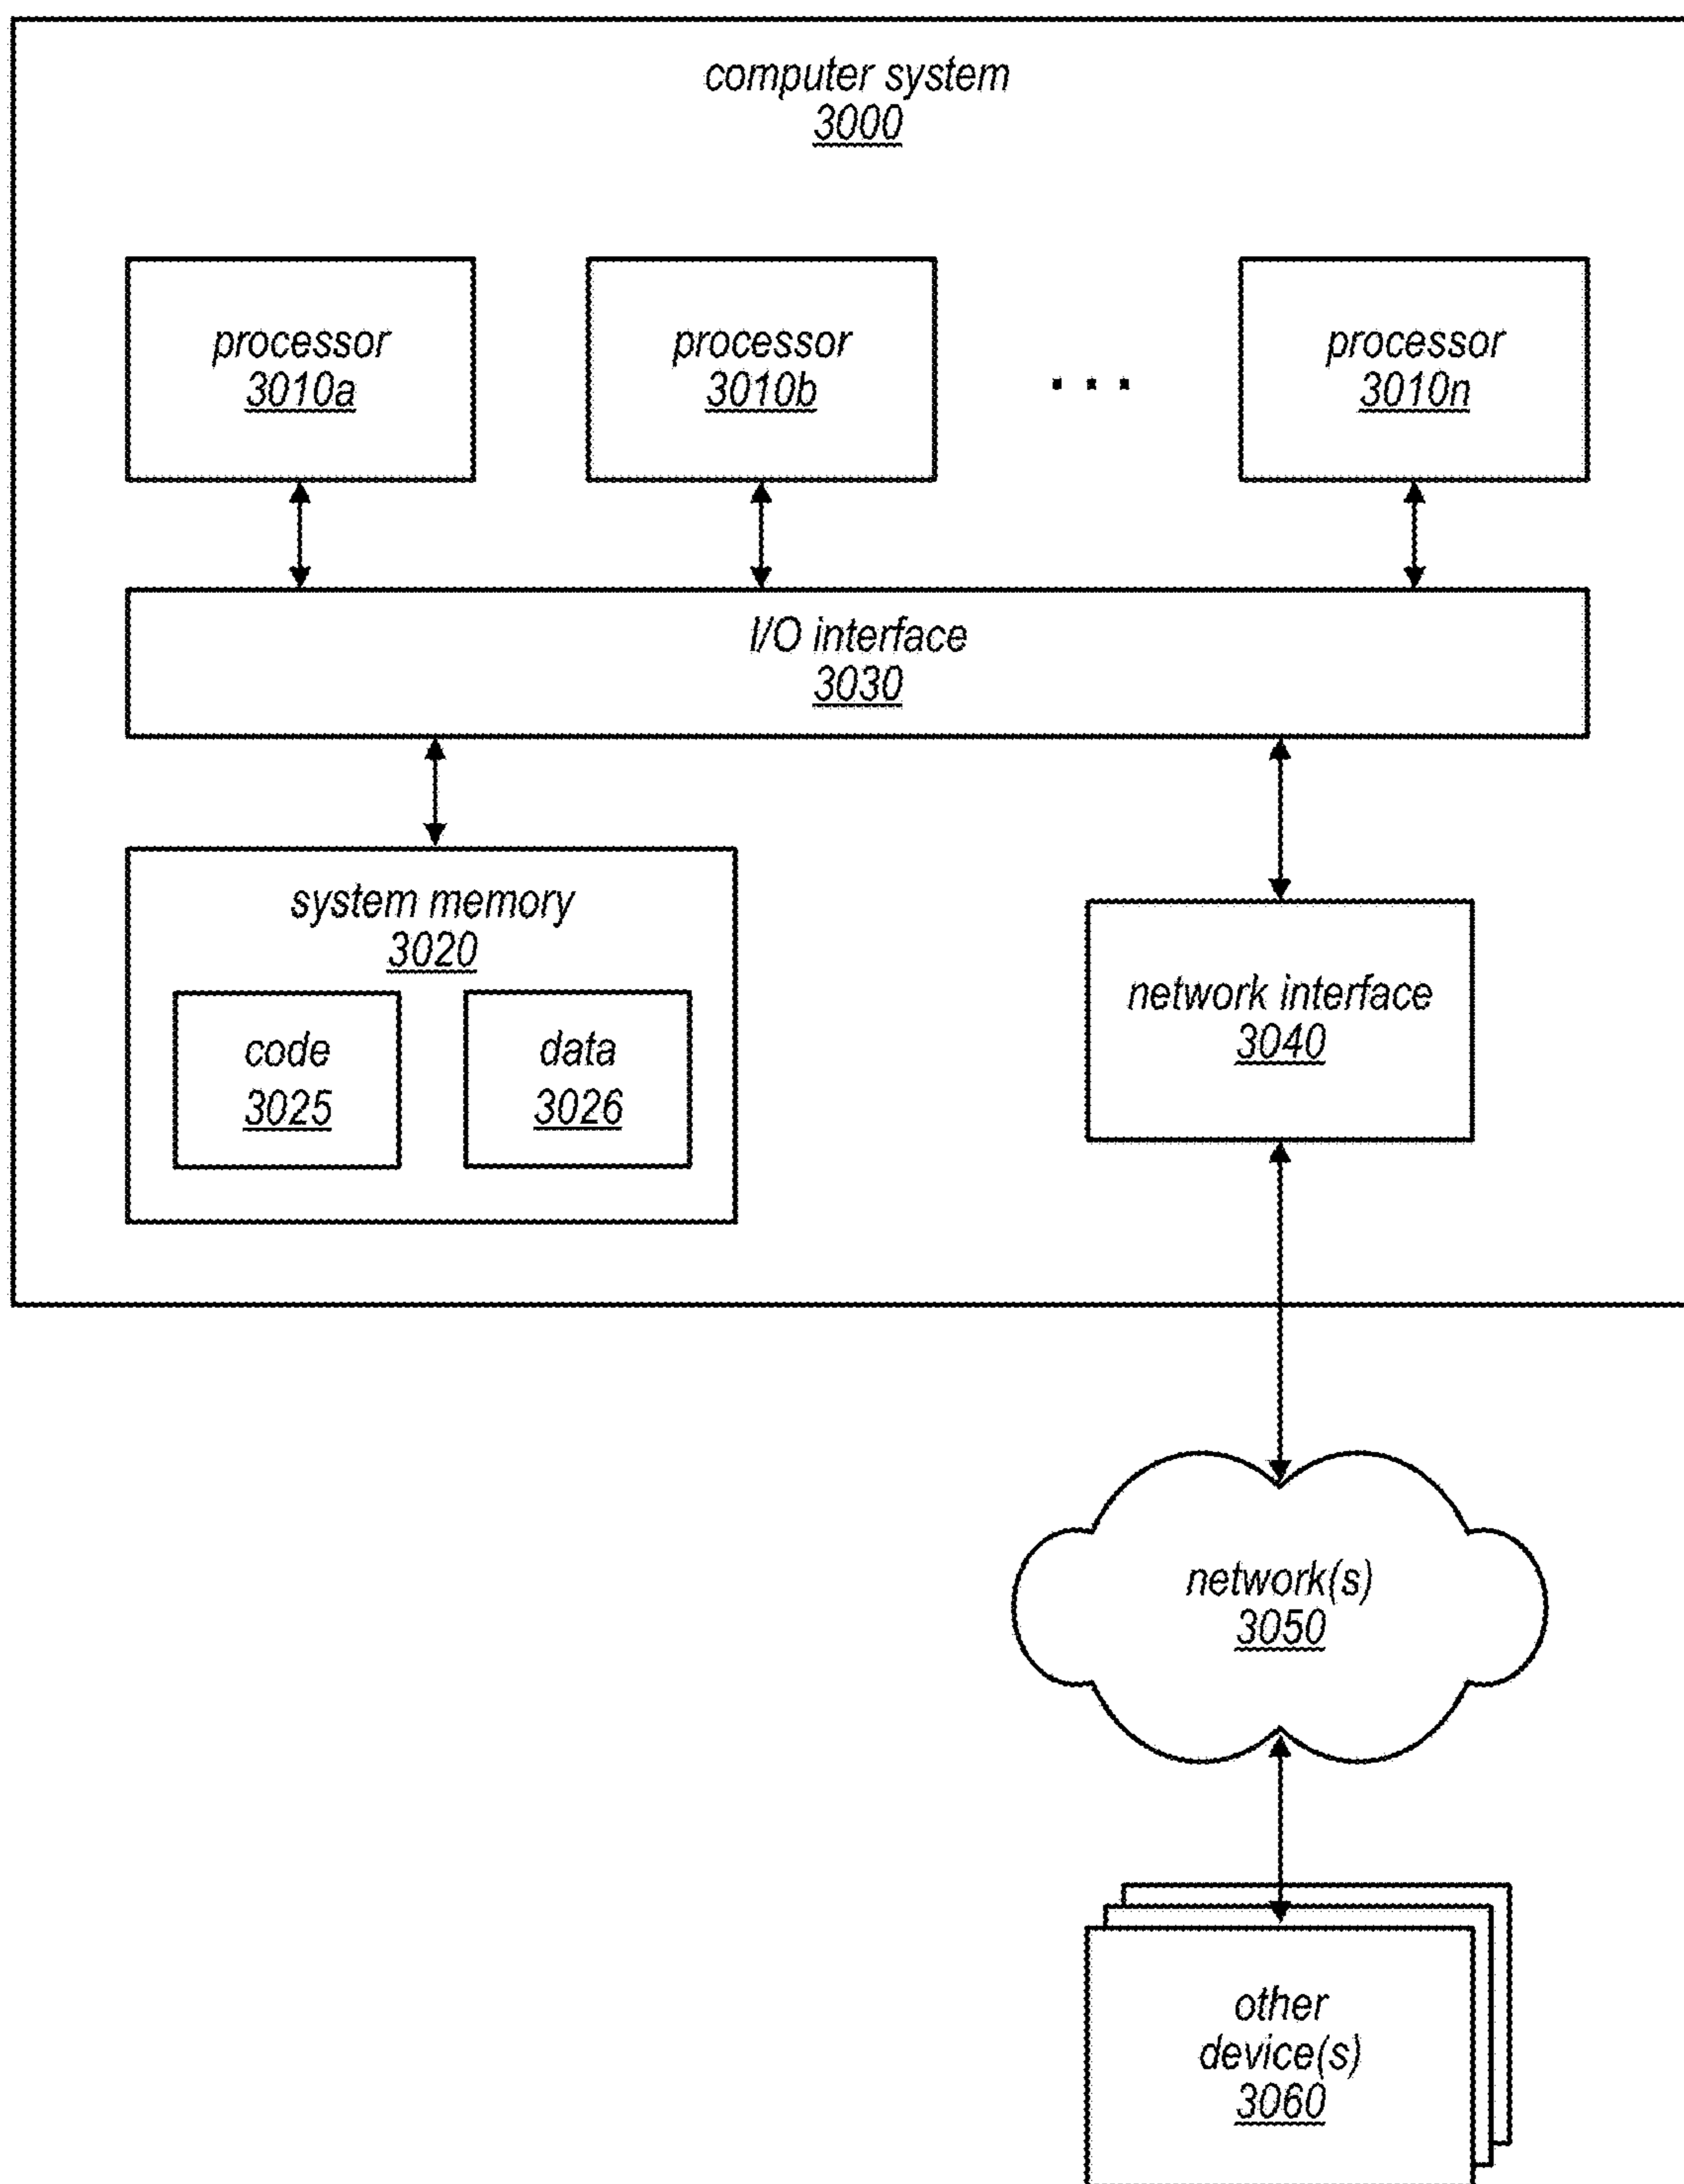 computer system
3000
processor
3010a
processor
3010b
. . .
processor
3010n
I/O interface
3030
system memory
3020
code
3025
data
3026
network interface
3040
network(s)
3050
other
device(s)
3060